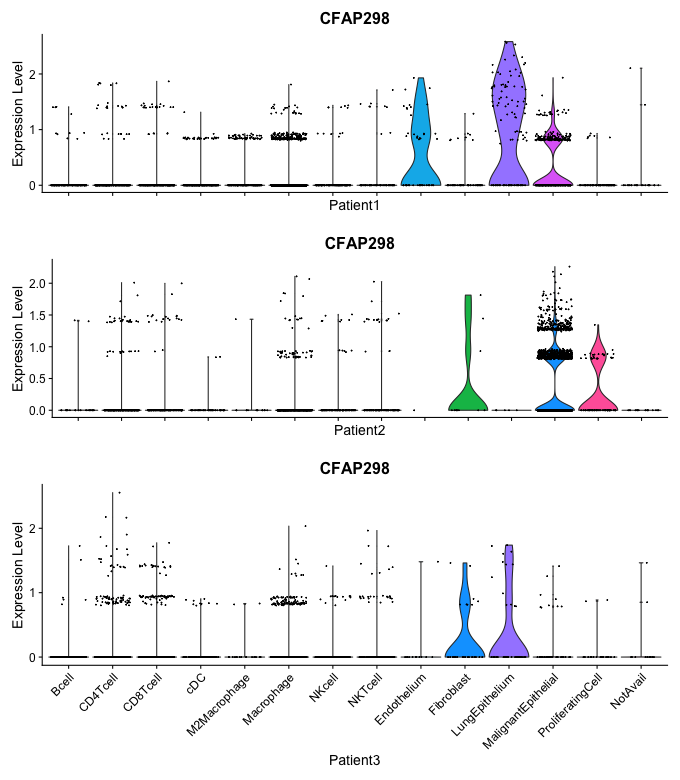 CFAP298
Expression Level
2
1
0
Patient1
CFAP298
Expression Level
2.0
1.5
1.0
0.5
0.0
Patient2
CFAP298
Expression Level
2
1
0
Bcell
CD4Tcell
CD8Tcell
cDC
M2Macrophage
Macrophage
NKcell
NKTcell
Endothelium
Fibroblast
LungEpithelium
MalignantEpithelial
ProliferatingCell
NotAvail
Patient3